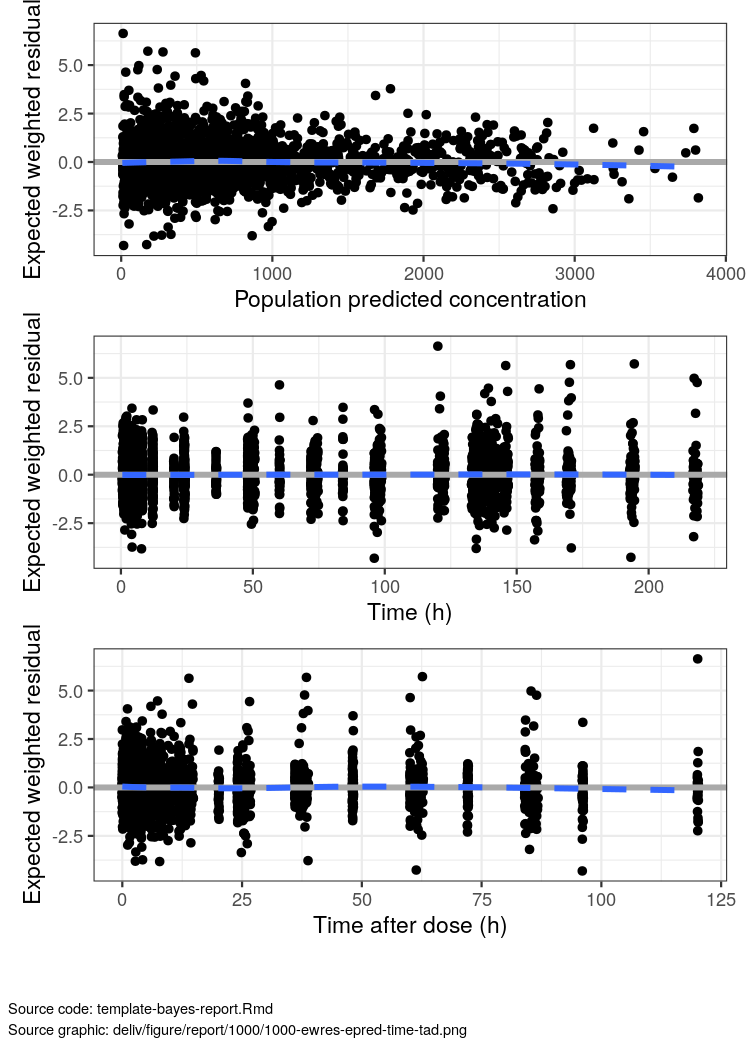 Expected weighted residual
5.0
2.5
0.0
-2.5
0 1000 2000 3000 4000
Population predicted concentration
Expected weighted residual
5.0
2.5
0.0
-2.5
0 50 100 150 200
Time (h)
Expected weighted residual
5.0
2.5
0.0
-2.5
0 25 50 75 100 125
Time after dose (h)
Source code: template-bayes-report.Rmd
Source graphic: deliv/figure/report/1000/1000-ewres-epred-time-tad.png